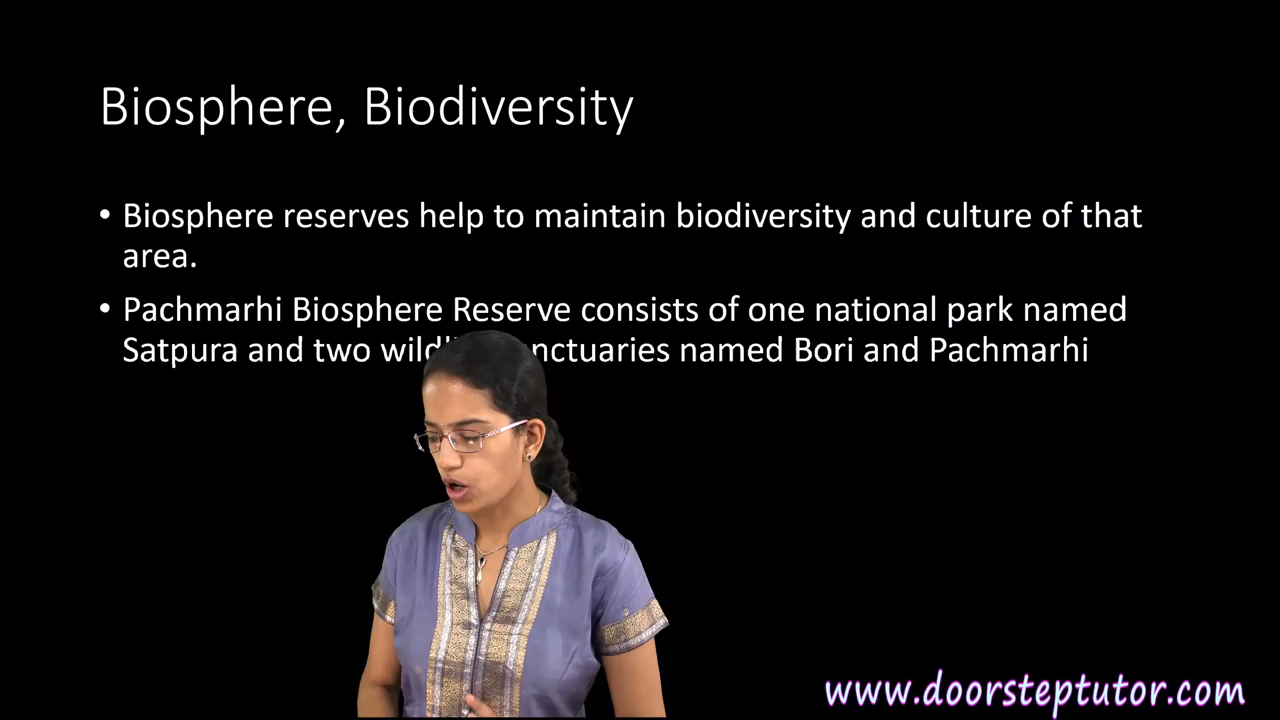 Biosphere, Biodiversity
• Biosphere reserves help to maintain biodiversity and culture of that
area.
• Pachmarhi Biosphere Reserve consists of one national park named
Satpura and two named Bori and Pachmarhi
www.doorsteptutor.com